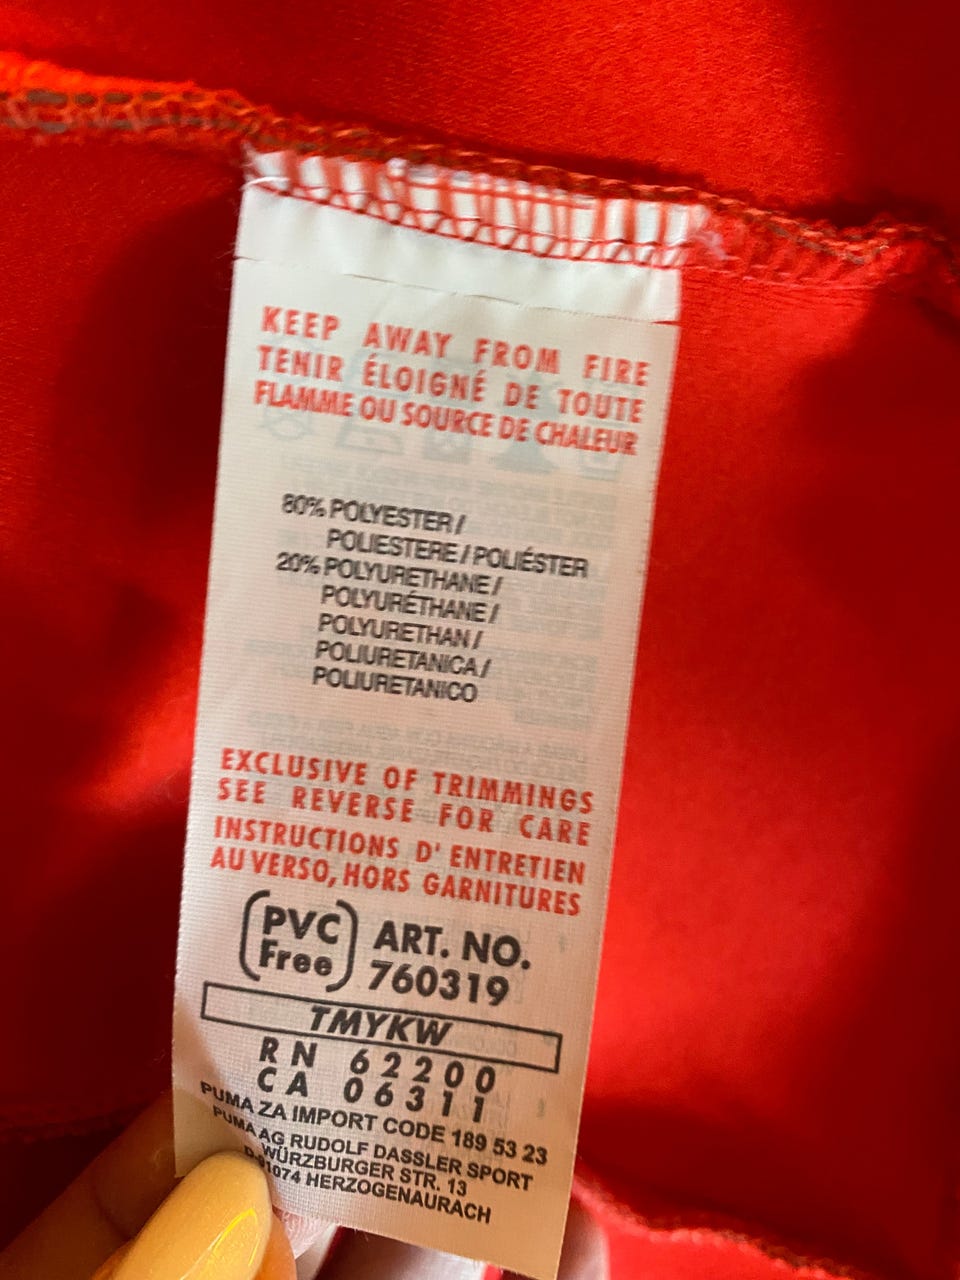 KEEP AWAY FROM FIRE
TENIR ÉLOIGNÉ DE TOUTE
FLAMME OU SOURCE DE CHALEUR
80% POLYESTER /
POLIESTERE / POLIÉSTER
20% POLYURETHANE /
POLYURÉTHANE /
POLYURETHAN /
POLIURETANICA /
POLIURETANICO
EXCLUSIVE OF TRIMMINGS
SEE REVERSE FOR CARE
INSTRUCTIONS D' ENTRETIEN
AU VERSO, HORS GARNITURES
PVC Free
ART. NO.
760319
TMYKW
RN 62200
CA 06311
PUMA ZA IMPORT CODE 189 53 23
PUMA AG RUDOLF DASSLER SPORT
WÜRZBURGER STR. 13
1074 HERZOGENAURACH